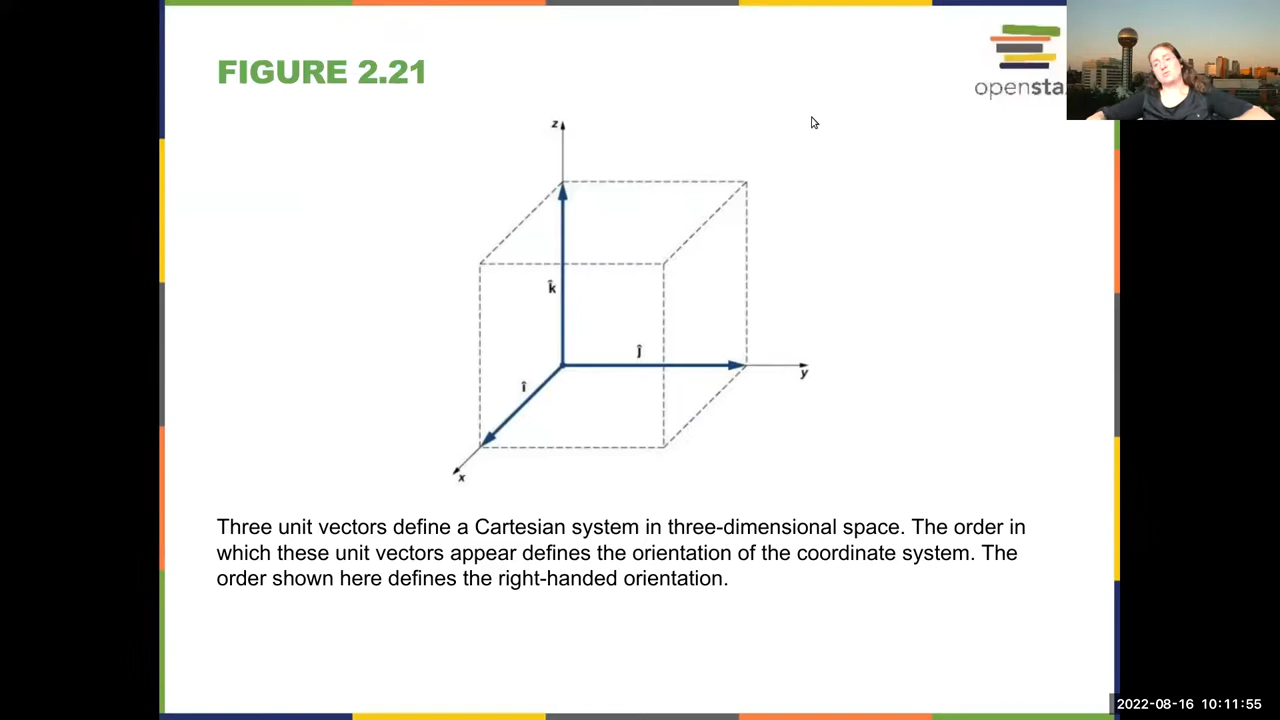 FIGURE 2.21
opensta
z
k̂
ĵ
y
î
x
Three unit vectors define a Cartesian system in three-dimensional space. The order in
which these unit vectors appear defines the orientation of the coordinate system. The
order shown here defines the right-handed orientation.
2022-08-16 10:11:55